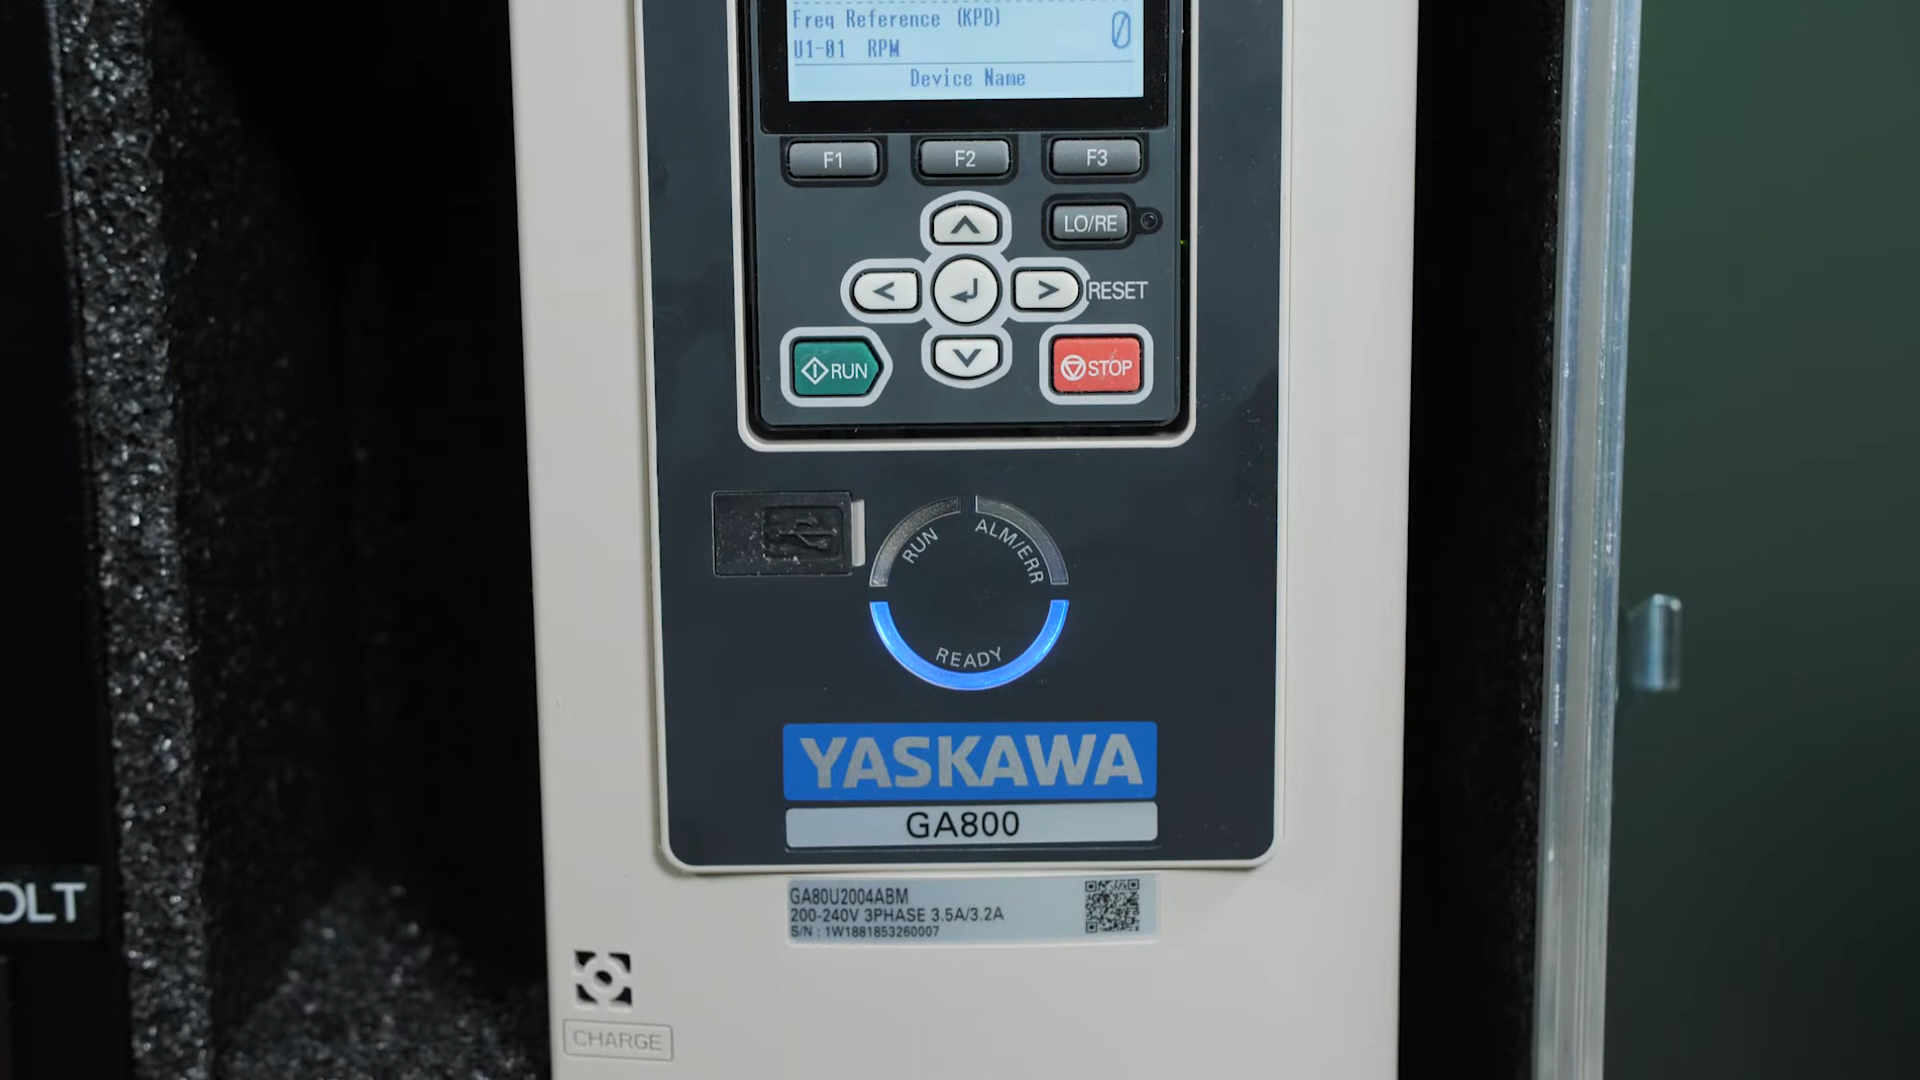 Freq Reference (KPD)
U1-01 RPM 0
Device Name
F1 F2 F3
LO/RE
RESET
RUN
STOP
RUN
ALM/ERR
READY
YASKAWA
GA800
GA80U2004ABM
200-240V 3PHASE 3.5A/3.2A
S/N : 1W1881853260007
OLT
CHARGE